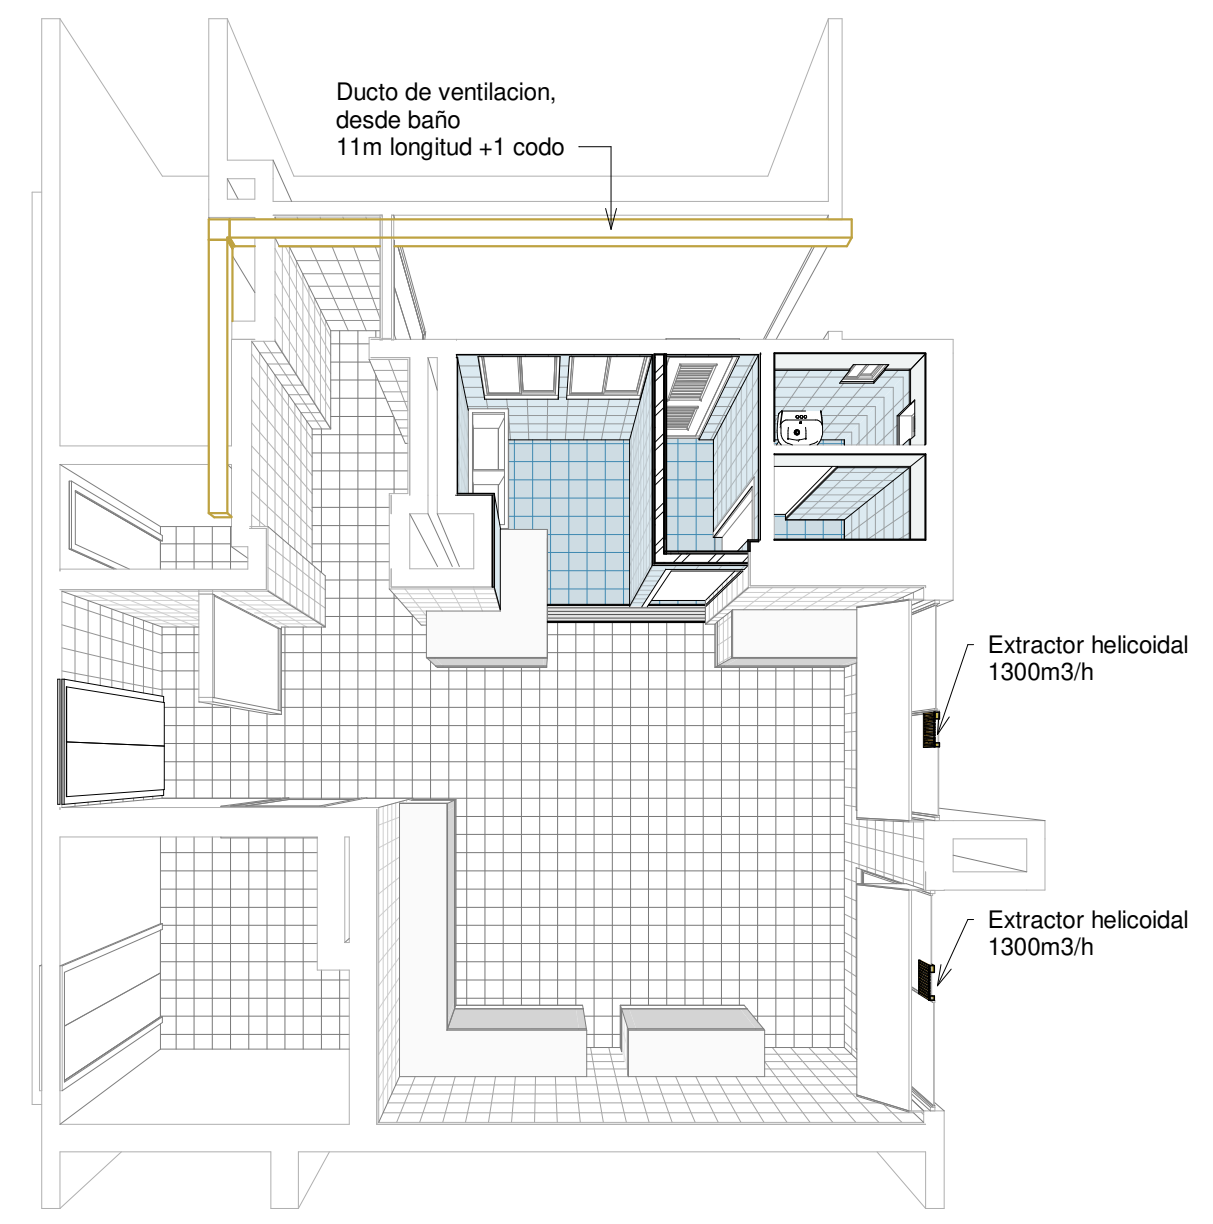 Ducto de ventilacion,
desde baño
11m longitud +1 codo
Extractor helicoidal
1300m3/h
Extractor helicoidal
1300m3/h